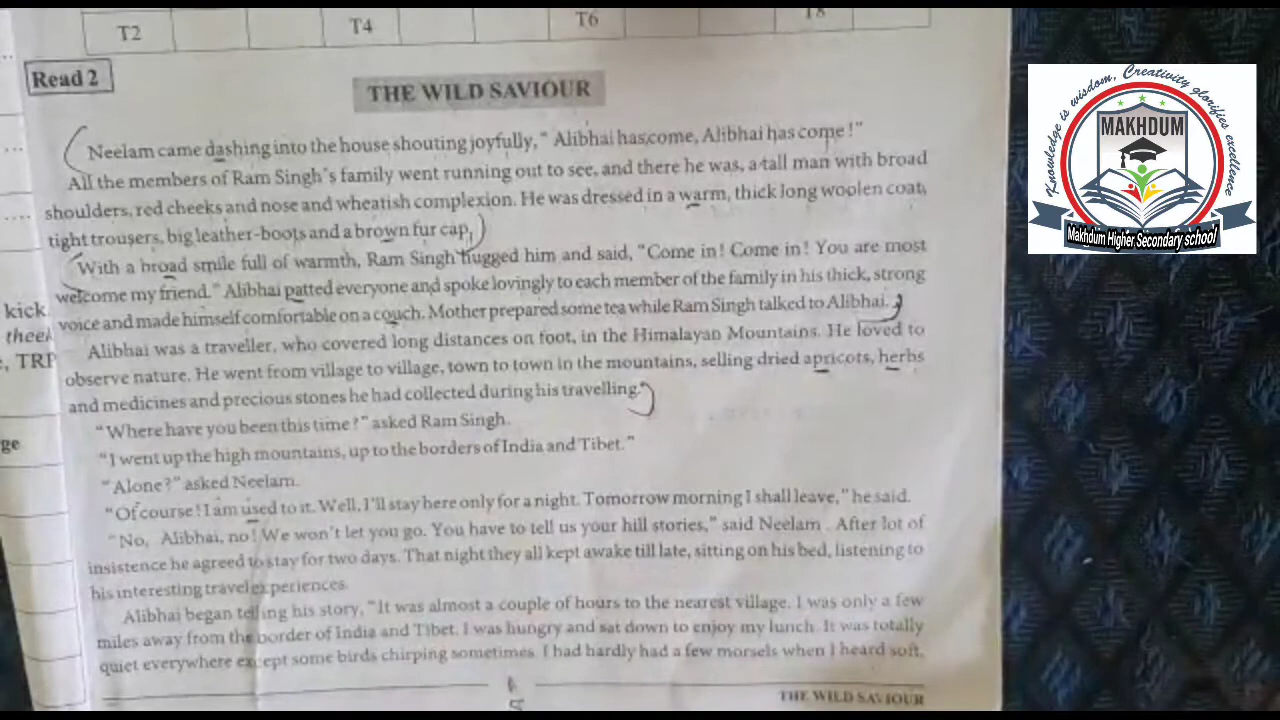 T2 T4 T6 T8
Read 2
THE WILD SAVIOUR
Neelam came dashing into the house shouting joyfully, “ Alibhai has come, Alibhai has come !”
All the members of Ram Singh's family went running out to see, and there he was, a tall man with broad
shoulders, red cheeks and nose and wheatish complexion. He was dressed in a warm, thick long woolen coat,
tight trousers, big leather-boots and a brown fur cap.
With a broad smile full of warmth, Ram Singh hugged him and said, “Come in! Come in! You are most
welcome my friend.” Alibhai patted everyone and spoke lovingly to each member of the family in his thick, strong
voice and made himself comfortable on a couch. Mother prepared some tea while Ram Singh talked to Alibhai.
Alibhai was a traveller, who covered long distances on foot, in the Himalayan Mountains. He loved to
observe nature. He went from village to village, town to town in the mountains, selling dried apricots, herbs
and medicines and precious stones he had collected during his travelling.
“Where have you been this time?” asked Ram Singh.
“I went up the high mountains, up to the borders of India and Tibet.”
“Alone?” asked Neelam.
“Of course! I am used to it. Well, I'll stay here only for a night. Tomorrow morning I shall leave,” he said.
“No, Alibhai, no! We won't let you go. You have to tell us your hill stories,” said Neelam . After lot of
insistence he agreed to stay for two days. That night they all kept awake till late, sitting on his bed, listening to
his interesting travel experiences.
Alibhai began telling his story, “It was almost a couple of hours to the nearest village. I was only a few
miles away from the border of India and Tibet. I was hungry and sat down to enjoy my lunch. It was totally
quiet everywhere except some birds chirping sometimes. I had hardly had a few morsels when I heard soft,
THE WILD SAVIOUR
kick
, TRP
ge
Knowledge is wisdom, Creativity glorifies excellence
MAKHDUM
Makhdum Higher Secondary school